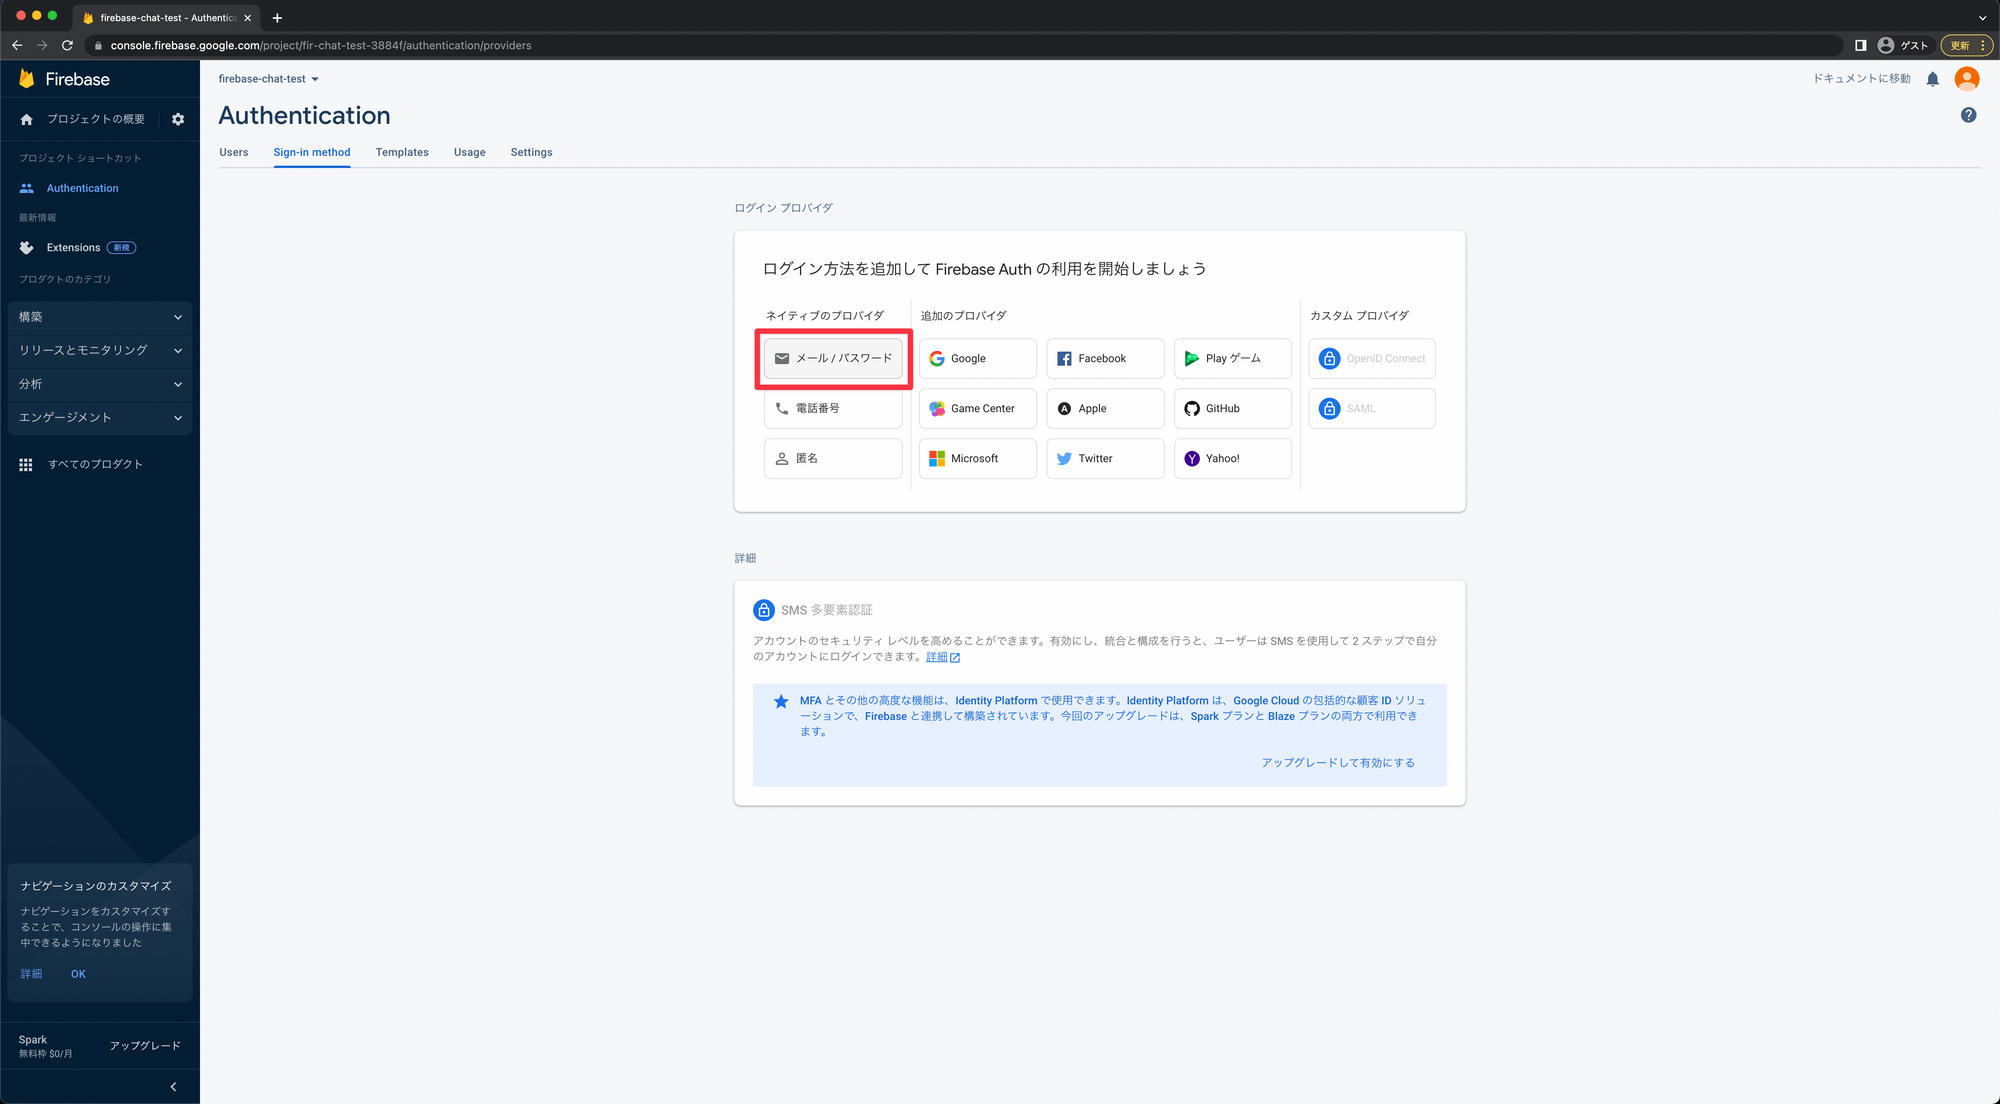 firebase-chat-test - Authentica
console.firebase.google.com/project/fir-chat-test-3884f/authentication/providers
ゲスト
更新
Firebase
プロジェクトの概要
プロジェクト ショートカット
Authentication
最新情報
Extensions 新規
プロダクトのカテゴリ
構築
リリースとモニタリング
分析
エンゲージメント
すべてのプロダクト
ナビゲーションのカスタマイズ
ナビゲーションをカスタマイズす
ることで、コンソールの操作に集
中できるようになりました
詳細 OK
Spark
無料枠 $0/月
アップグレード
firebase-chat-test
ドキュメントに移動
Authentication
Users Sign-in method Templates Usage Settings
ログイン プロバイダ
ログイン方法を追加して Firebase Auth の利用を開始しましょう
ネイティブのプロバイダ 追加のプロバイダ カスタム プロバイダ
メール / パスワード Google Facebook Play ゲーム OpenID Connect
電話番号 Game Center Apple GitHub SAML
匿名 Microsoft Twitter Yahoo!
詳細
SMS 多要素認証
アカウントのセキュリティ レベルを高めることができます。有効にし、統合と構成を行うと、ユーザーは SMS を使用して 2 ステップで自分
のアカウントにログインできます。詳細
MFA とその他の高度な機能は、Identity Platform で使用できます。Identity Platform は、Google Cloud の包括的な顧客 ID ソリュ
ーションで、Firebase と連携して構築されています。今回のアップグレードは、Spark プランと Blaze プランの両方で利用でき
ます。
アップグレードして有効にする